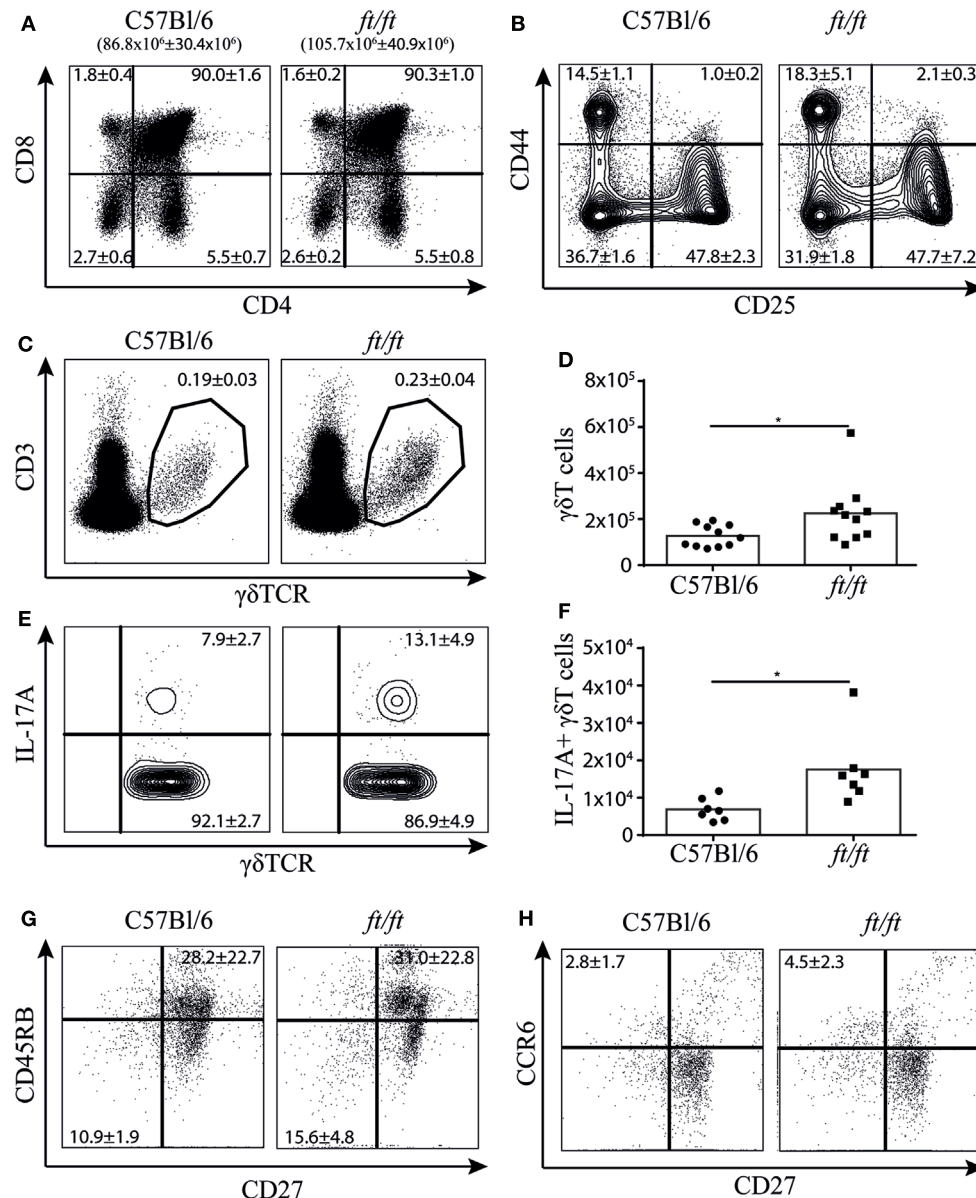 A
C57Bl/6
ft/ft
(86.8x10⁶±30.4x10⁶)
(105.7x10⁶±40.9x10⁶)
CD8
1.8±0.4
90.0±1.6
2.7±0.6
5.5±0.7
1.6±0.2
90.3±1.0
2.6±0.2
5.5±0.8
CD4
B
C57Bl/6
ft/ft
CD44
14.5±1.1
1.0±0.2
36.7±1.6
47.8±2.3
18.3±5.1
2.1±0.3
31.9±1.8
47.7±7.2
CD25
C
C57Bl/6
ft/ft
CD3
0.19±0.03
0.23±0.04
γδTCR
D
γδT cells
8x10⁵
6x10⁵
4x10⁵
2x10⁵
0
*
C57Bl/6
ft/ft
E
IL-17A
7.9±2.7
92.1±2.7
13.1±4.9
86.9±4.9
γδTCR
F
IL-17A+ γδT cells
5x10⁴
4x10⁴
3x10⁴
2x10⁴
1x10⁴
0
*
C57Bl/6
ft/ft
G
C57Bl/6
ft/ft
CD45RB
28.2±22.7
10.9±1.9
31.0±22.8
15.6±4.8
CD27
H
C57Bl/6
ft/ft
CCR6
2.8±1.7
4.5±2.3
CD27